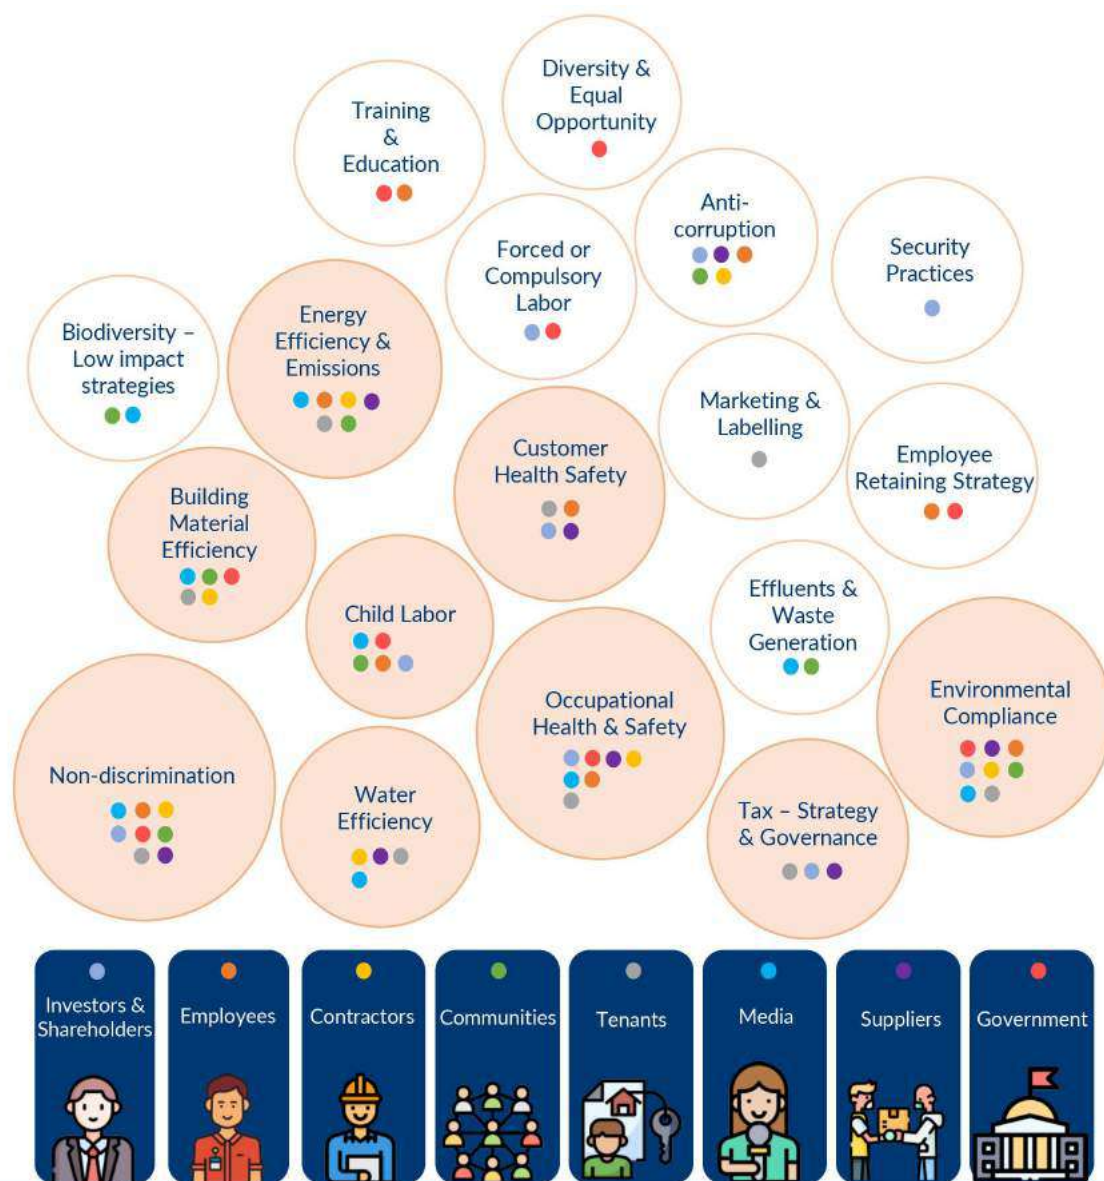 Diversity &
Equal
Opportunity
Training
&
Education
Anti-
corruption
Security
Practices
Forced or
Compulsory
Labor
Energy
Efficiency &
Emissions
Biodiversity –
Low impact
strategies
Marketing &
Labelling
Customer
Health Safety
Employee
Retaining Strategy
Building
Material
Efficiency
Effluents &
Waste
Generation
Child Labor
Environmental
Compliance
Occupational
Health & Safety
Non-discrimination
Water
Efficiency
Tax – Strategy
& Governance
Investors &
Shareholders
Employees
Contractors
Communities
Tenants
Media
Suppliers
Government